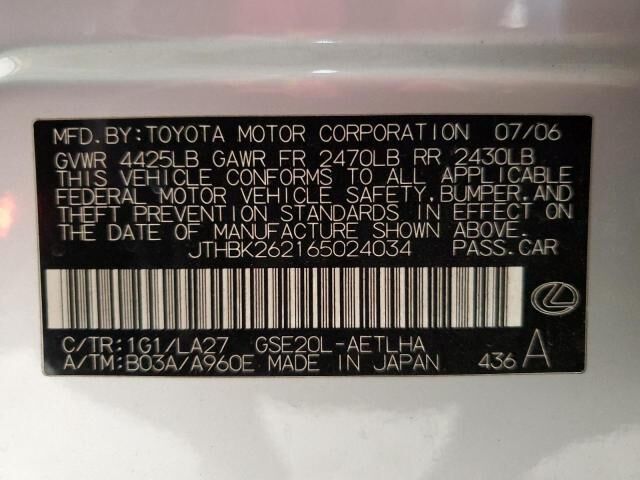 MFD.BY:TOYOTA MOTOR CORPORATION 07/06
GVWR 4425LB GAWR FR 2470LB RR 2430LB
THIS VEHICLE CONFORMS TO ALL APPLICABLE
FEDERAL MOTOR VEHICLE SAFETY,BUMPER,AND
THEFT PREVENTION STANDARDS IN EFFECT
ON THE DATE OF MANUFACTURE SHOWN ABOVE.
JTHBK262165024034 PASS.CAR
C/TR:1G1/LA27 GSE20L-AETLHA
A/TM:B03A/A960E MADE IN JAPAN 436 A